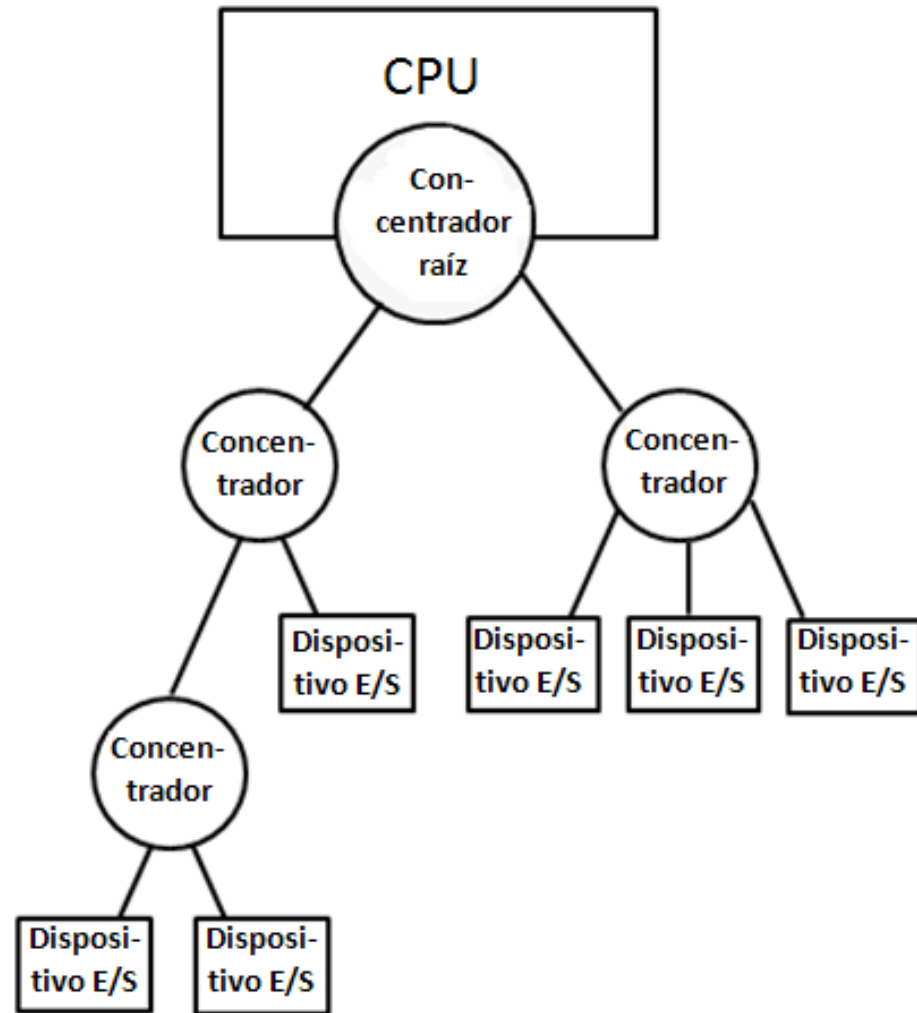 CPU
Con-
centrador
raíz
Concen-
trador
Concen-
trador
Disposi-
tivo E/S
Disposi-
tivo E/S
Disposi-
tivo E/S
Disposi-
tivo E/S
Concen-
trador
Disposi-
tivo E/S
Disposi-
tivo E/S